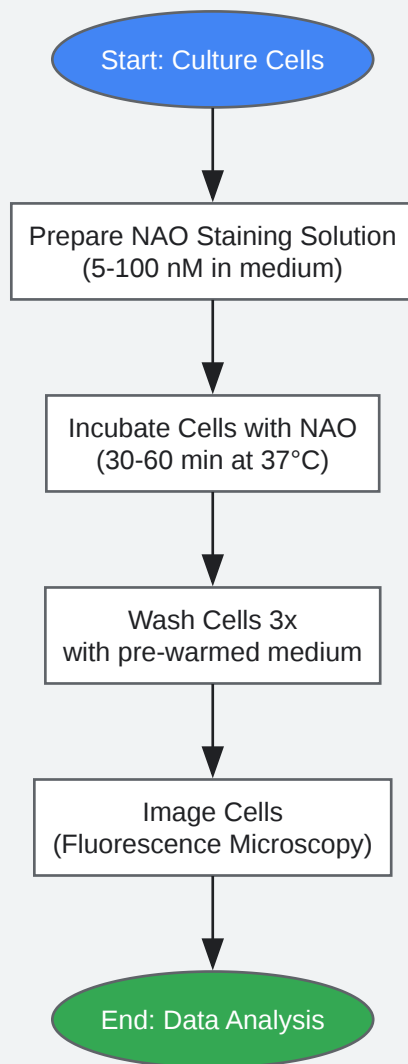 Start: Culture Cells
Prepare NAO Staining Solution
(5-100 nM in medium)
Incubate Cells with NAO
(30-60 min at 37°C)
Wash Cells 3x
with pre-warmed medium
Image Cells
(Fluorescence Microscopy)
End: Data Analysis